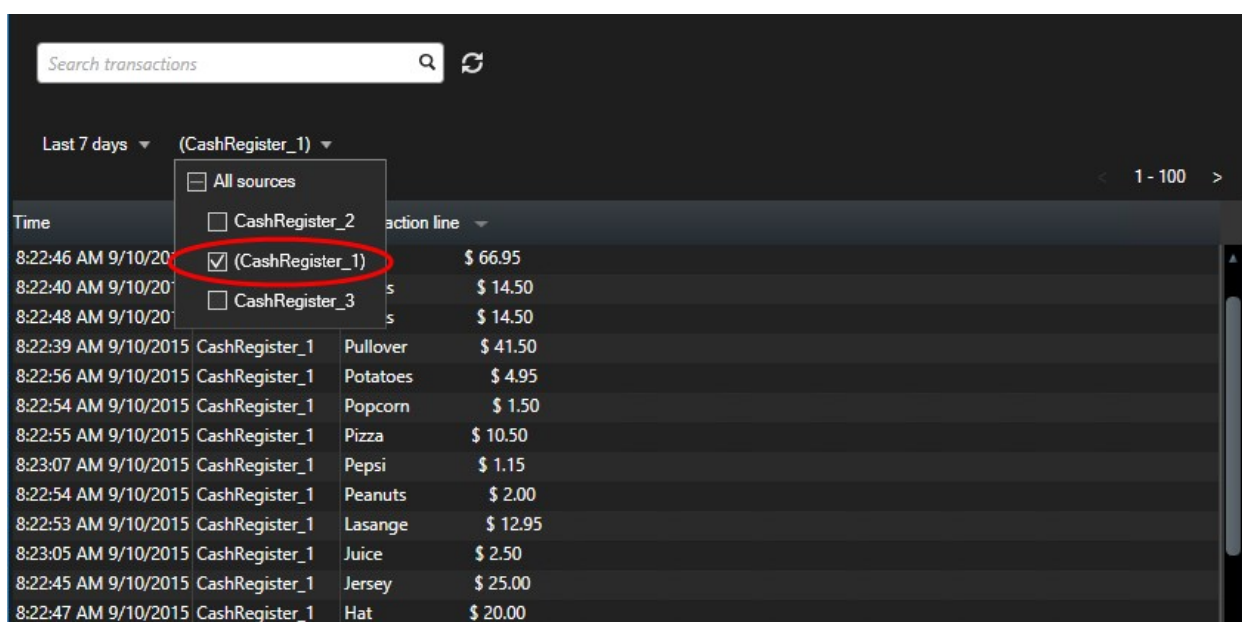 Search transactions
Last 7 days (CashRegister_1)
All sources
< 1 - 100 >
CashRegister_2
Time action line
(CashRegister_1)
8:22:46 AM 9/10/20 $ 66.95
8:22:40 AM 9/10/20 s $ 14.50
CashRegister_3
8:22:48 AM 9/10/20 s $ 14.50
8:22:39 AM 9/10/2015 CashRegister_1 Pullover $ 41.50
8:22:56 AM 9/10/2015 CashRegister_1 Potatoes $ 4.95
8:22:54 AM 9/10/2015 CashRegister_1 Popcorn $ 1.50
8:22:55 AM 9/10/2015 CashRegister_1 Pizza $ 10.50
8:23:07 AM 9/10/2015 CashRegister_1 Pepsi $ 1.15
8:22:54 AM 9/10/2015 CashRegister_1 Peanuts $ 2.00
8:22:53 AM 9/10/2015 CashRegister_1 Lasange $ 12.95
8:23:05 AM 9/10/2015 CashRegister_1 Juice $ 2.50
8:22:45 AM 9/10/2015 CashRegister_1 Jersey $ 25.00
8:22:47 AM 9/10/2015 CashRegister_1 Hat $ 20.00